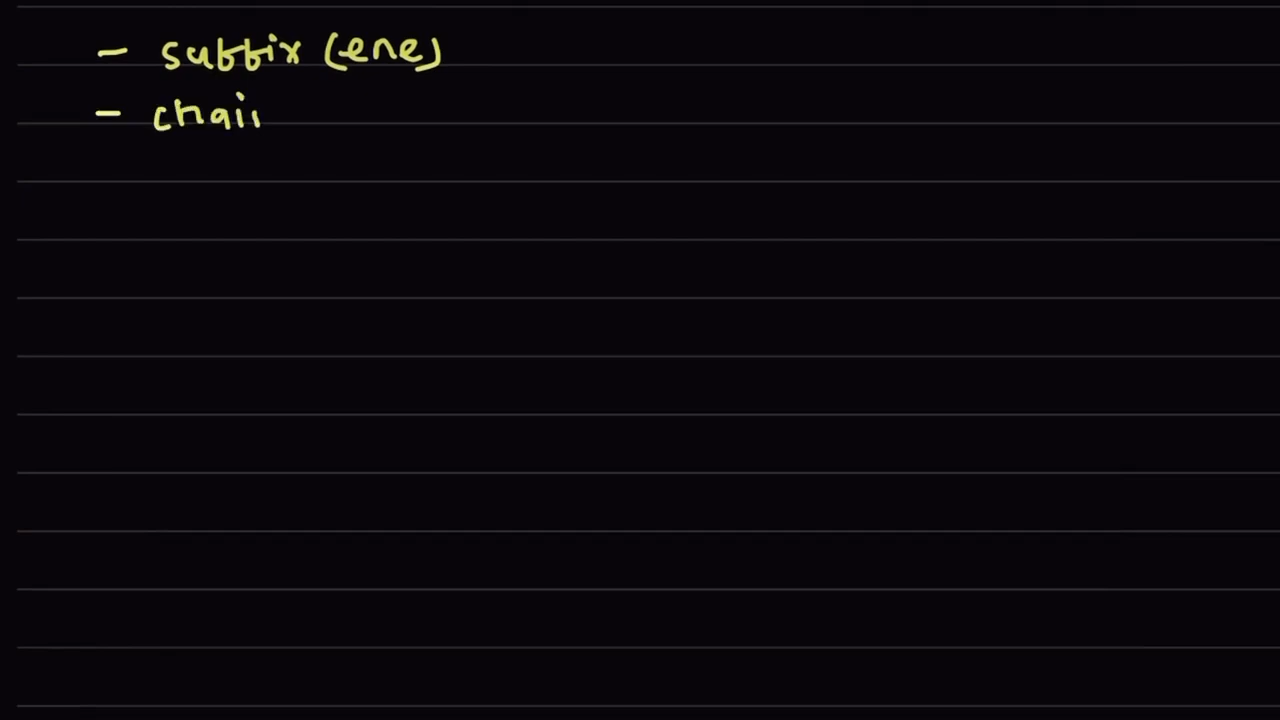 - suffix (ene)
- chai